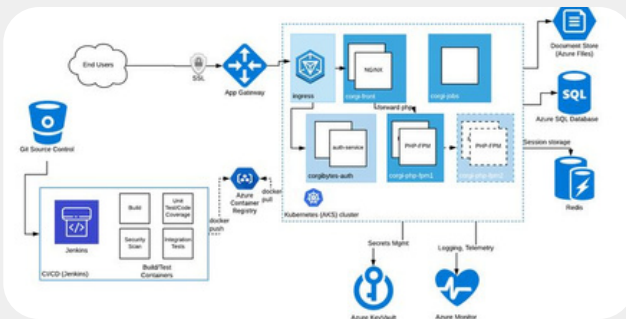 End Users
SSL
App Gateway
ingress
NGINX
corgi-front
corgi-jobs
Document Store
(Azure Files)
SQL
Azure SQL Database
forward php
auth-service
corgibytes-auth
PHP-FPM
corgi-php-fpm1
PHP-FPM
Session storage
Redis
Kubernetes (AKS) cluster
Git Source Control
Azure
Container
Registry
docker
pull
docker
push
Jenkins
Build
Unit
Test/Code
Coverage
Security
Scan
Integration
Tests
Build/Test
Containers
CI/CD (Jenkins)
Secrets Mgmt
Logging, Telemetry
Azure KeyVault
Azure Monitor